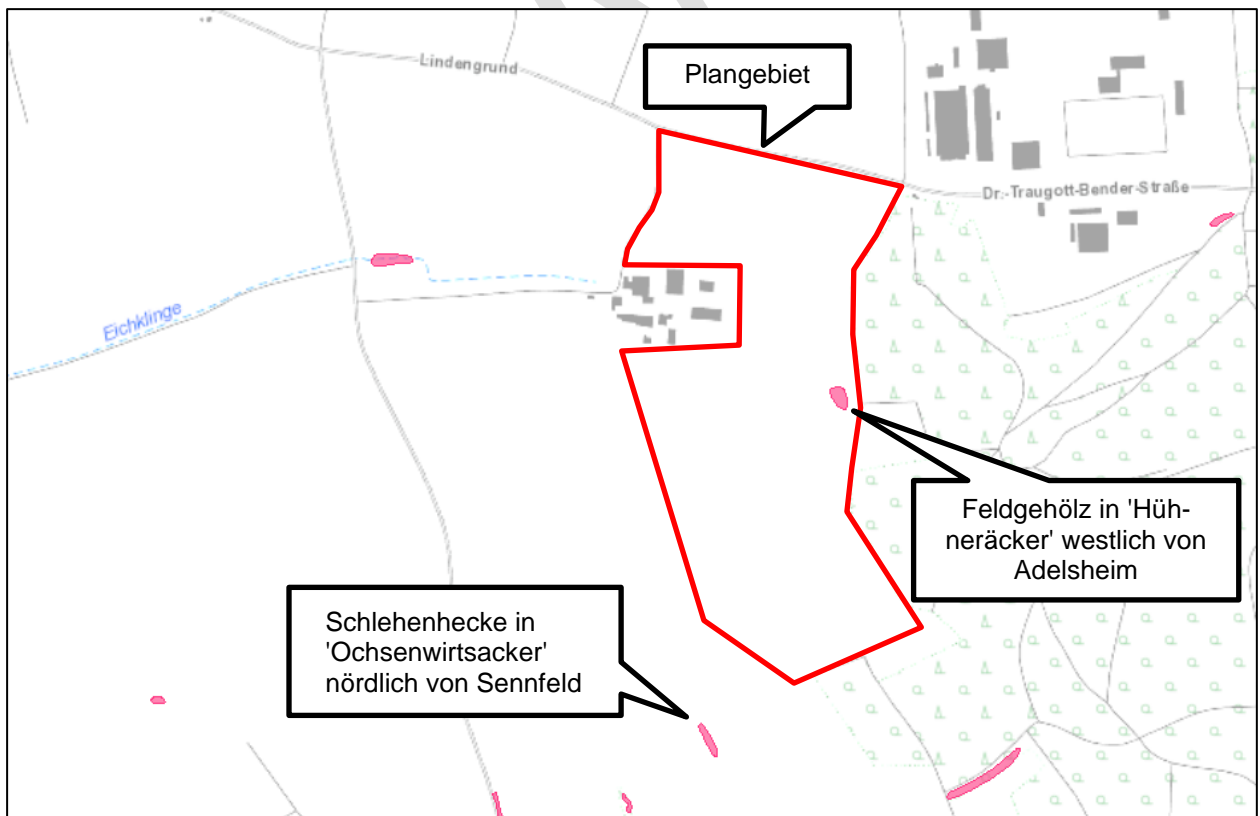 Lindengrund
Plangebiet
Dr.-Traugott-Bender-Straße
Eichklinge
Feldgehölz in 'Hüh-
neräcker' westlich von
Adelsheim
Schlehenhecke in
'Ochsenwirtsacker'
nördlich von Sennfeld